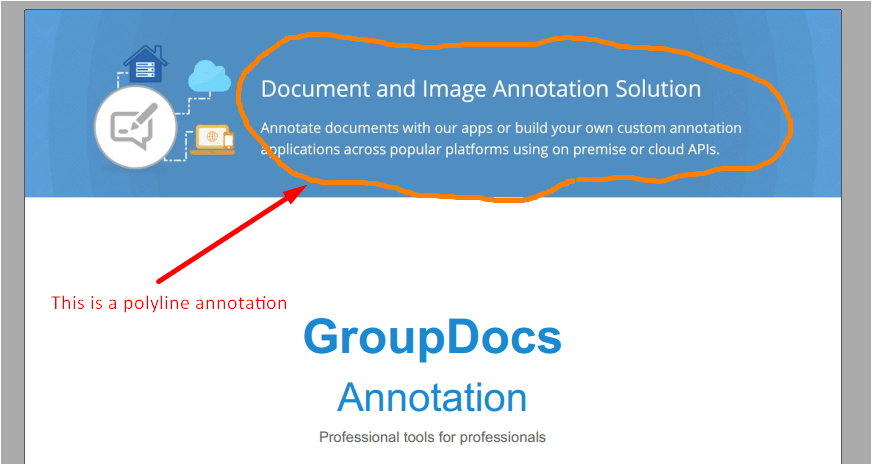 Document and Image Annotation Solution
Annotate documents with our apps or build your own custom annotation
applications across popular platforms using on premise or cloud APIs.
This is a polyline annotation
GroupDocs
Annotation
Professional tools for professionals